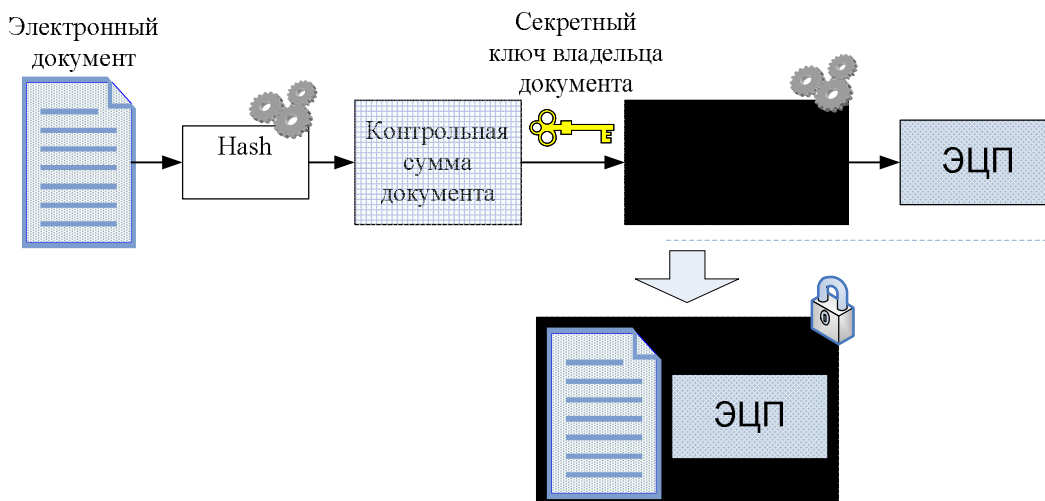 Электронный
документ
Секретный
ключ владельца
документа
Hash
Контрольная
сумма
документа
ЭЦП
ЭЦП